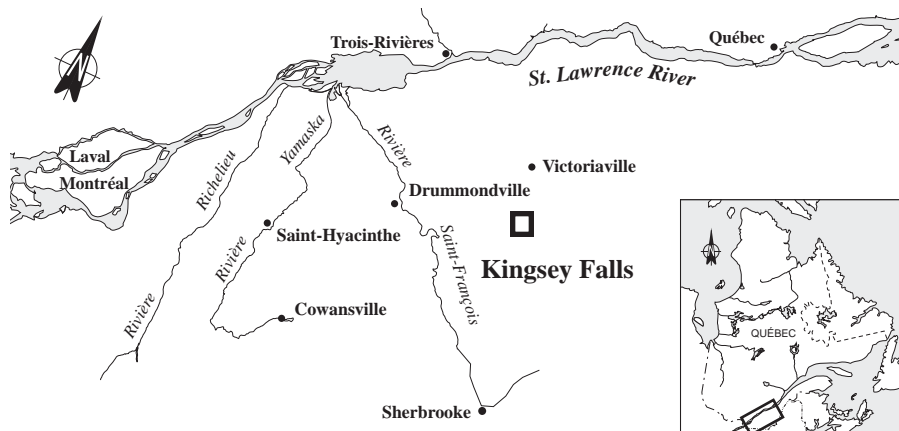 Trois-Rivières
Québec
St. Lawrence River
Laval
Montréal
Richelieu
Rivière
Yamaska
Rivière
Rivière
Saint-François
Victoriaville
Drummondville
Saint-Hyacinthe
Kingsey Falls
Cowansville
Sherbrooke
QUÉBEC